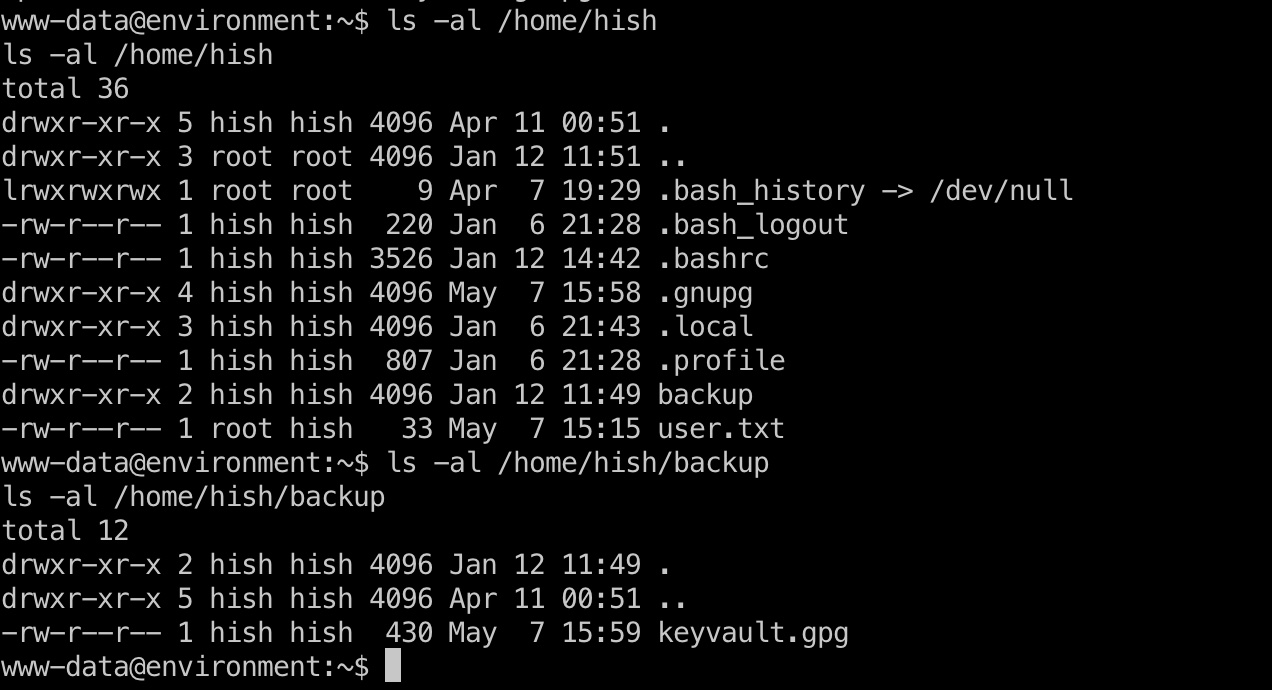 www-data@environment:~$ ls -al /home/hish
ls -al /home/hish
total 36
drwxr-xr-x 5 hish hish 4096 Apr 11 00:51 .
drwxr-xr-x 3 root root 4096 Jan 12 11:51 ..
lrwxrwxrwx 1 root root    9 Apr  7 19:29 .bash_history -> /dev/null
-rw-r--r-- 1 hish hish  220 Jan  6 21:28 .bash_logout
-rw-r--r-- 1 hish hish 3526 Jan 12 14:42 .bashrc
drwxr-xr-x 4 hish hish 4096 May  7 15:58 .gnupg
drwxr-xr-x 3 hish hish 4096 Jan  6 21:43 .local
-rw-r--r-- 1 hish hish  807 Jan  6 21:28 .profile
drwxr-xr-x 2 hish hish 4096 Jan 12 11:49 backup
-rw-r--r-- 1 root hish   33 May  7 15:15 user.txt
www-data@environment:~$ ls -al /home/hish/backup
ls -al /home/hish/backup
total 12
drwxr-xr-x 2 hish hish 4096 Jan 12 11:49 .
drwxr-xr-x 5 hish hish 4096 Apr 11 00:51 ..
-rw-r--r-- 1 hish hish  430 May  7 15:59 keyvault.gpg
www-data@environment:~$